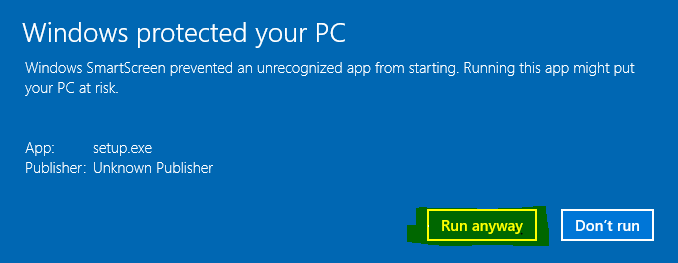 Windows protected your PC
Windows SmartScreen prevented an unrecognized app from starting. Running this app might put
your PC at risk.
App: setup.exe
Publisher: Unknown Publisher
Run anyway Don't run